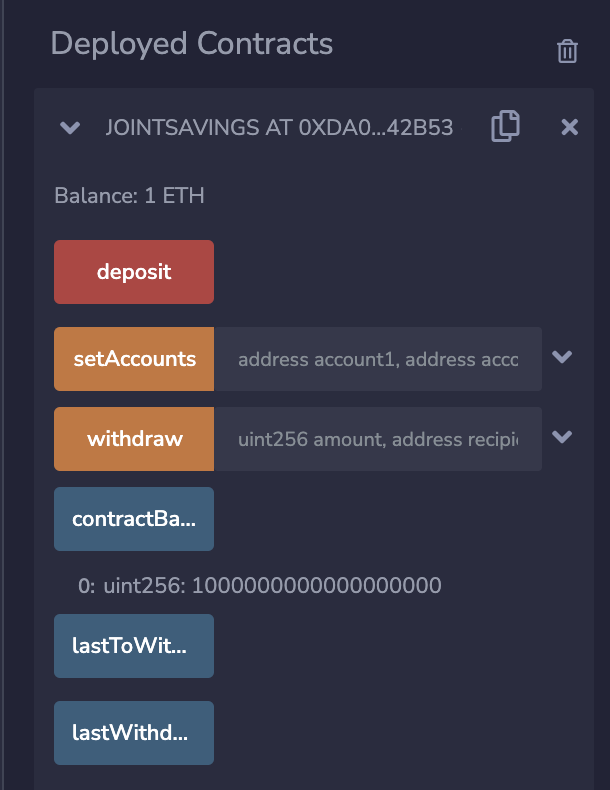 Deployed Contracts
JOINTSAVINGS AT 0XDA0...42B53
Balance: 1 ETH
deposit
setAccounts address account1, address acco
withdraw uint256 amount, address recipi
contractBa...
0: uint256: 1000000000000000000
lastToWit...
lastWithd...